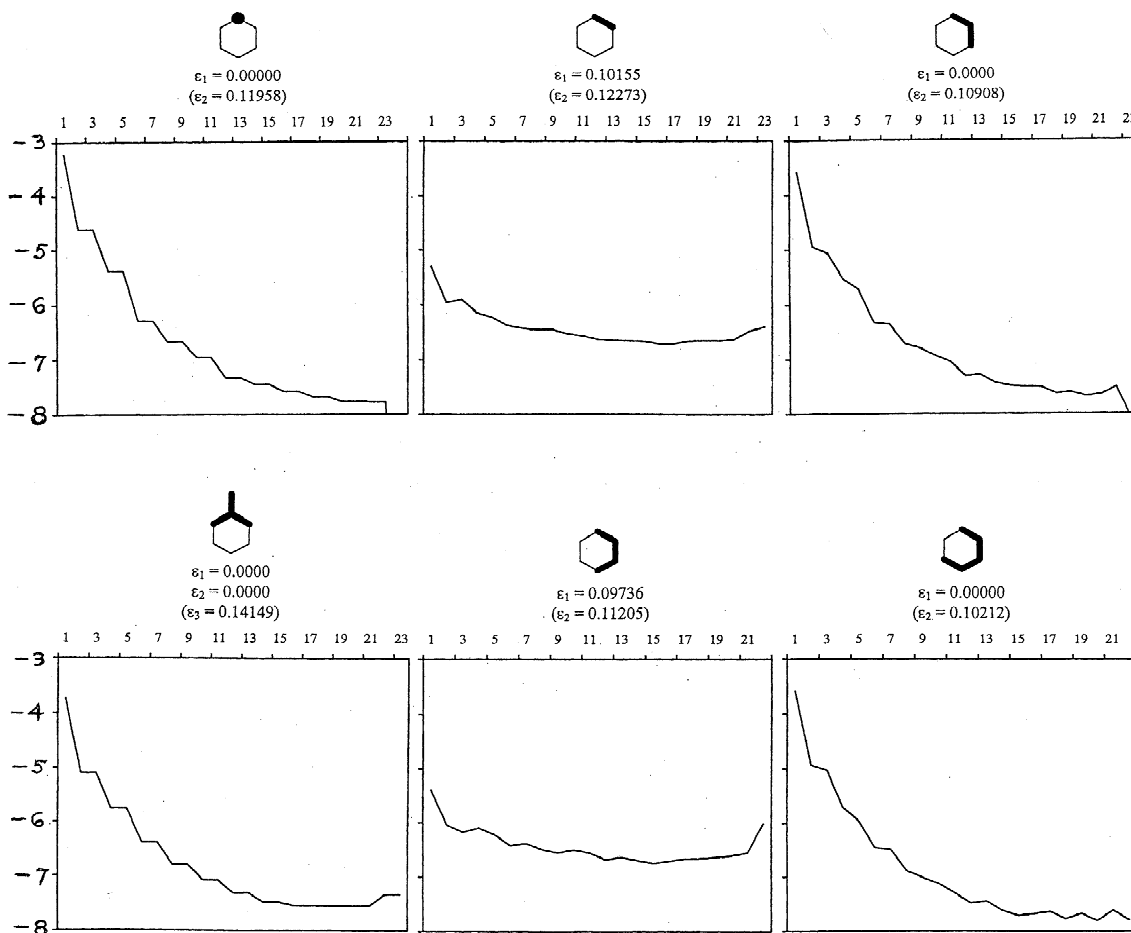 ε₁ = 0.00000
(ε₂ = 0.11958)
ε₁ = 0.10155
(ε₂ = 0.12273)
ε₁ = 0.0000
(ε₂ = 0.10908)
1 3 5 7 9 11 13 15 17 19 21 23
1 3 5 7 9 11 13 15 17 19 21 23
1 3 5 7 9 11 13 15 17 19 21
-3
-4
-5
-6
-7
-8
ε₁ = 0.0000
ε₂ = 0.0000
(ε₃ = 0.14149)
ε₁ = 0.09736
(ε₂ = 0.11205)
ε₁ = 0.00000
(ε₂ = 0.10212)
1 3 5 7 9 11 13 15 17 19 21 23
1 3 5 7 9 11 13 15 17 19 21
1 3 5 7 9 11 13 15 17 19 21
-3
-4
-5
-6
-7
-8